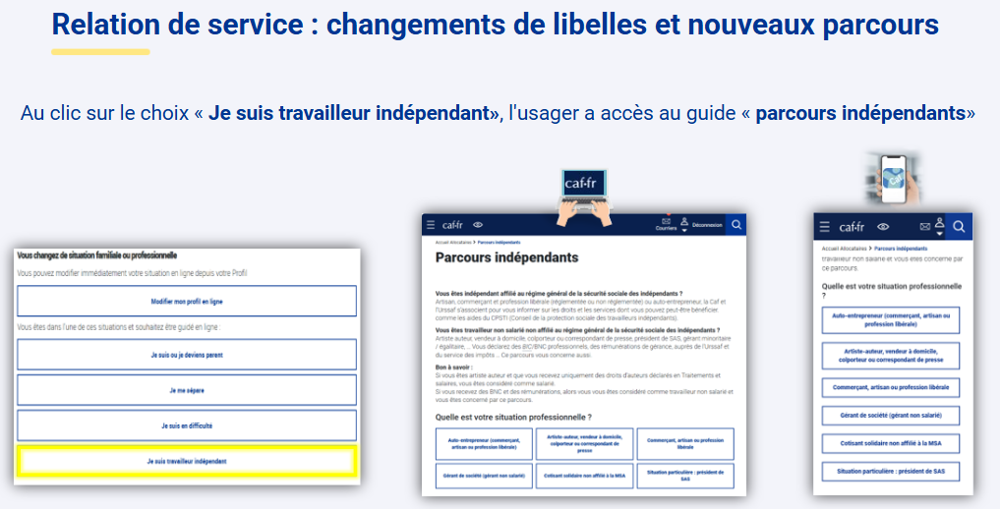 Relation de service : changements de libelles et nouveaux parcours
Au clic sur le choix « Je suis travailleur indépendant», l'usager a accès au guide « parcours indépendants»
Vous changez de situation familiale ou professionnelle
Vous pouvez modifier immédiatement votre situation en ligne depuis votre Profil
Modifier mon profil en ligne
Vous êtes dans l'une de ces situations et souhaitez être guidé en ligne :
Je suis ou je deviens parent
Je me sépare
Je suis en difficulté
Je suis travailleur indépendant
caf·fr
caf·fr
Courriers
Déconnexion
Accueil Allocataires > Parcours Indépendants
Parcours indépendants
Vous êtes indépendant affilié au régime général de la sécurité sociale des indépendants ?
Artisan, commerçant et profession libérale (réglementée ou non réglementée) ou auto-entrepreneur, la Caf et
l'Urssaf s'associent pour vous informer sur les droits et les services dont vous pouvez peut-être bénéficier.
comme les aides du CPSTI (Conseil de la protection sociale des travailleurs indépendants).
Vous êtes travailleur non salarié non affilié au régime général de la sécurité sociale des indépendants ?
Artiste auteur, vendeur à domicile, colporteur ou correspondant de presse, président de SAS, gérant minoritaire
/ égalitaire, ... Vous déclarez des BIC/BNC professionnels, des rémunérations de gérance, auprès de l'Urssaf et
du service des impôts ... Ce parcours vous concerne aussi.
Bon à savoir :
Si vous êtes artiste auteur et que vous recevez uniquement des droits d'auteurs déclarés en Traitements et
salaires, vous êtes considéré comme salarié.
Si vous recevez des BNC et des rémunérations, alors vous vous êtes considéré comme travailleur non salarié et
vous êtes concerné par ce parcours.
Quelle est votre situation professionnelle ?
Auto-entrepreneur (commerçant,
artisan ou profession libérale)
Artiste-auteur, vendeur à domicile,
colporteur ou correspondant de
presse
Commerçant, artisan ou profession
libérale
Gérant de société (gérant non salarié)
Cotisant solidaire non affilié à la MSA
Situation particulière : président de
SAS
caf·fr
Accueil Allocataires > Parcours Indépendants
travailleur non salarié et vous êtes concerné par
ce parcours.
Quelle est votre situation professionnelle
?
Auto-entrepreneur (commerçant, artisan ou
profession libérale)
Artiste-auteur, vendeur à domicile,
colporteur ou correspondant de presse
Commerçant, artisan ou profession libérale
Gérant de société (gérant non salarié)
Cotisant solidaire non affilié à la MSA
Situation particulière : président de SAS